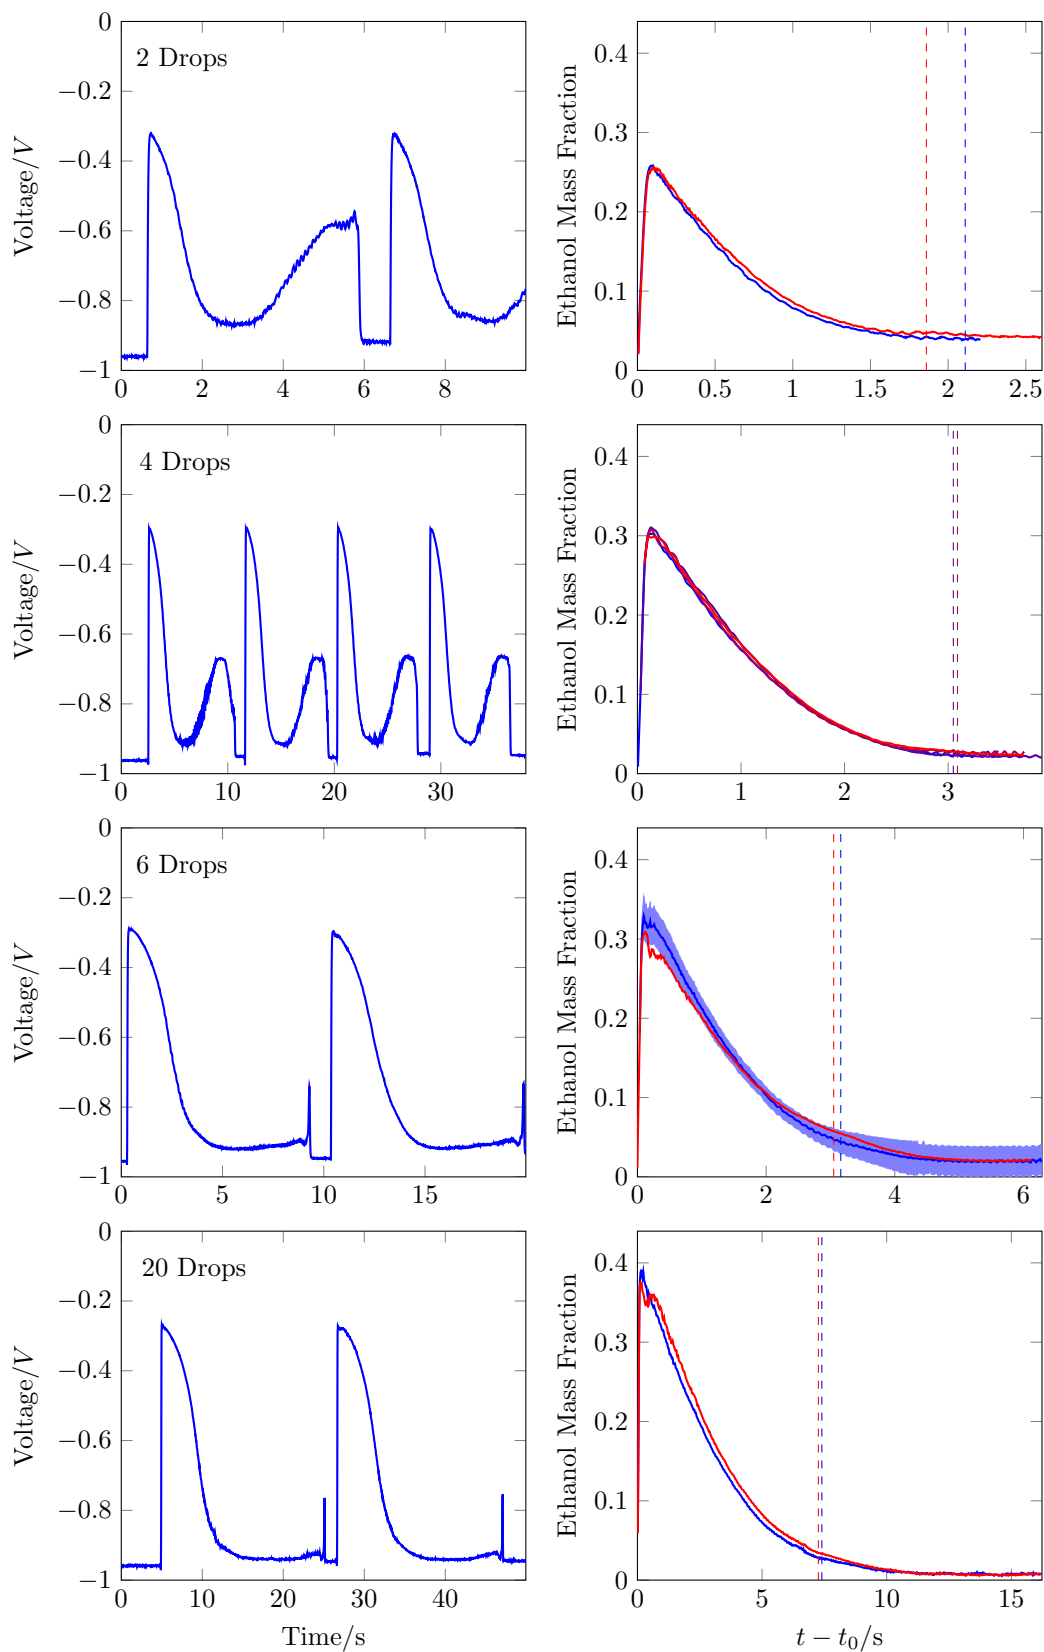 0
−0.2
−0.4
−0.6
−0.8
−1
Voltage/V
2 Drops
0 2 4 6 8
0.4
0.3
0.2
0.1
0
Ethanol Mass Fraction
0 0.5 1 1.5 2 2.5
0
−0.2
−0.4
−0.6
−0.8
−1
Voltage/V
4 Drops
0 10 20 30
0.4
0.3
0.2
0.1
0
Ethanol Mass Fraction
0 1 2 3
0
−0.2
−0.4
−0.6
−0.8
−1
Voltage/V
6 Drops
0 5 10 15
0.4
0.3
0.2
0.1
0
Ethanol Mass Fraction
0 2 4 6
0
−0.2
−0.4
−0.6
−0.8
−1
Voltage/V
20 Drops
0 10 20 30 40
Time/s
0.4
0.3
0.2
0.1
0
Ethanol Mass Fraction
0 5 10 15
t − t₀/s